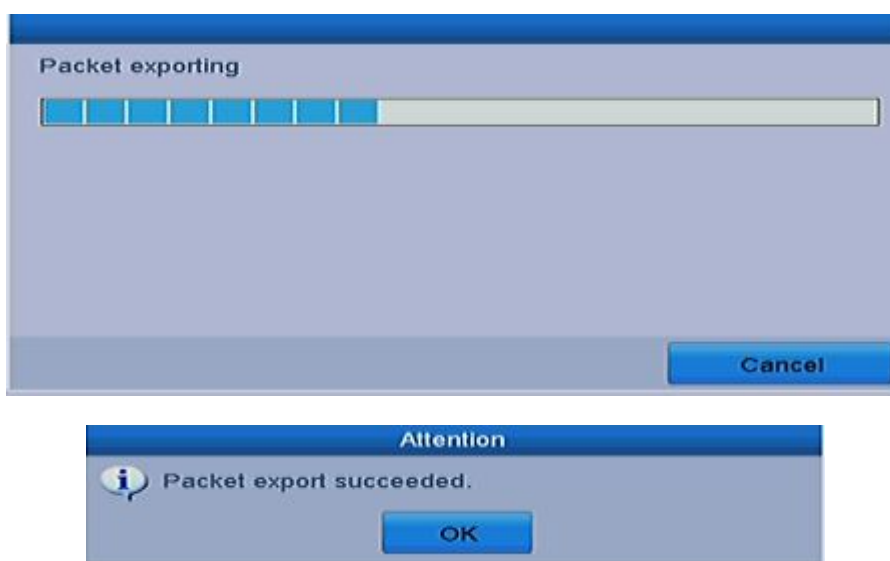 Packet exporting
Cancel
Attention
Packet export succeeded.
OK